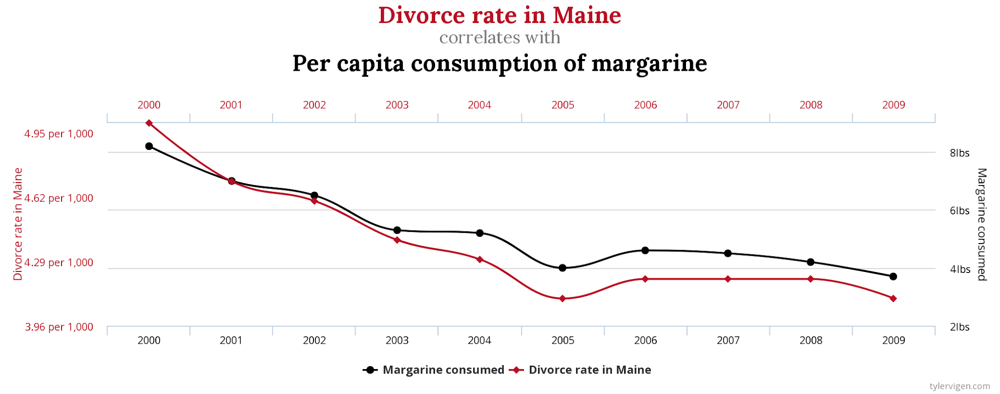 Divorce rate in Maine
correlates with
Per capita consumption of margarine
2000 2001 2002 2003 2004 2005 2006 2007 2008 2009
Divorce rate in Maine
4.95 per 1,000
4.62 per 1,000
4.29 per 1,000
3.96 per 1,000
8lbs
6lbs
4lbs
2lbs
Margarine consumed
2000 2001 2002 2003 2004 2005 2006 2007 2008 2009
Margarine consumed Divorce rate in Maine
tylervigen.com